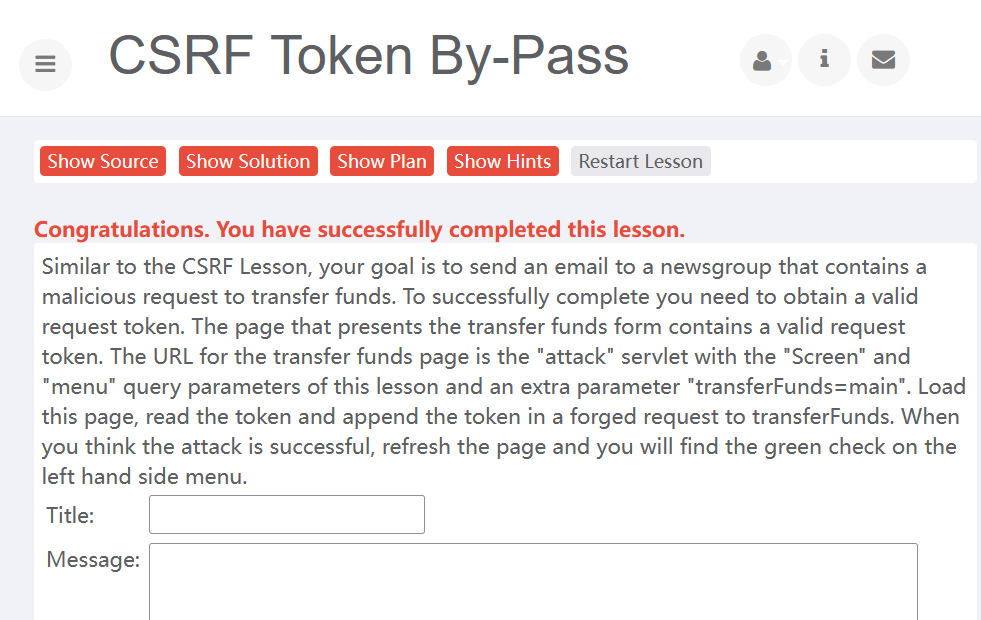 CSRF Token By-Pass
Show Source Show Solution Show Plan Show Hints Restart Lesson
Congratulations. You have successfully completed this lesson.
Similar to the CSRF Lesson, your goal is to send an email to a newsgroup that contains a
malicious request to transfer funds. To successfully complete you need to obtain a valid
request token. The page that presents the transfer funds form contains a valid request
token. The URL for the transfer funds page is the "attack" servlet with the "Screen" and
"menu" query parameters of this lesson and an extra parameter "transferFunds=main". Load
this page, read the token and append the token in a forged request to transferFunds. When
you think the attack is successful, refresh the page and you will find the green check on the
left hand side menu.
Title:
Message: